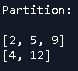 Partition:
[2, 5, 9]
[4, 12]